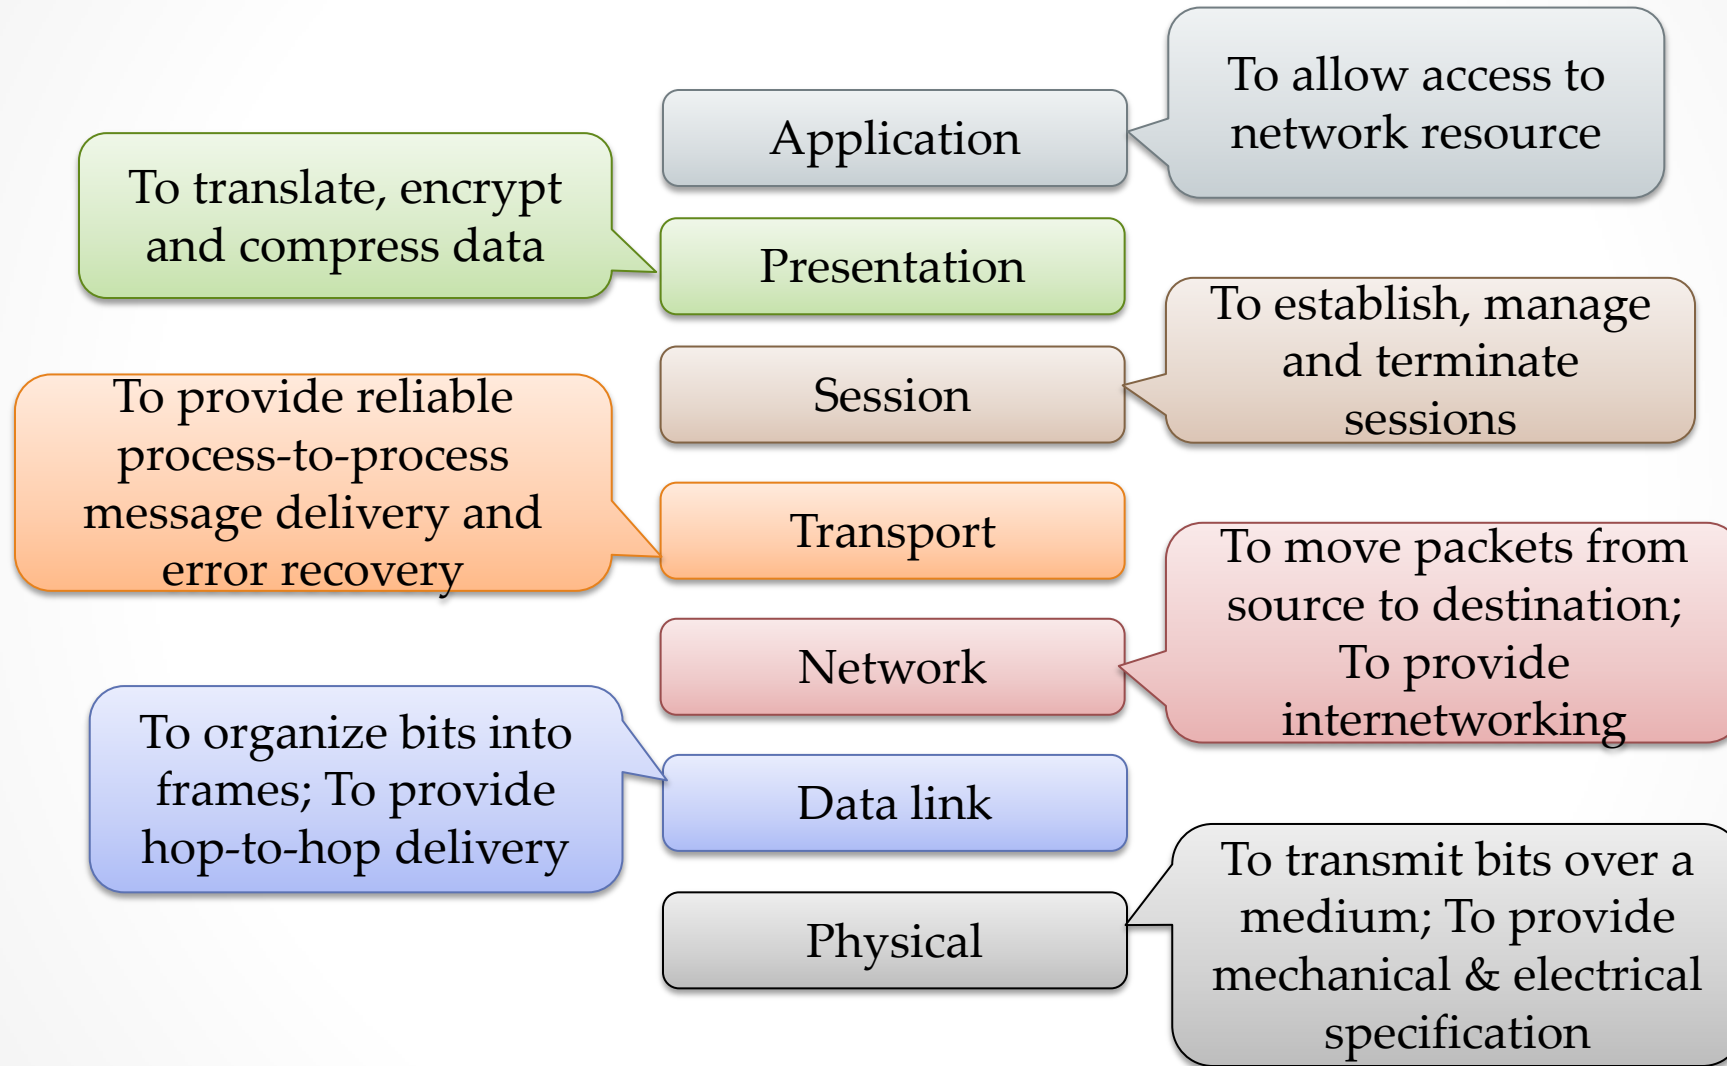 Application
To allow access to
network resource
To translate, encrypt
and compress data
Presentation
To establish, manage
and terminate
sessions
Session
To provide reliable
process-to-process
message delivery and
error recovery
Transport
To move packets from
source to destination;
To provide
internetworking
Network
To organize bits into
frames; To provide
hop-to-hop delivery
Data link
To transmit bits over a
medium; To provide
mechanical & electrical
specification
Physical